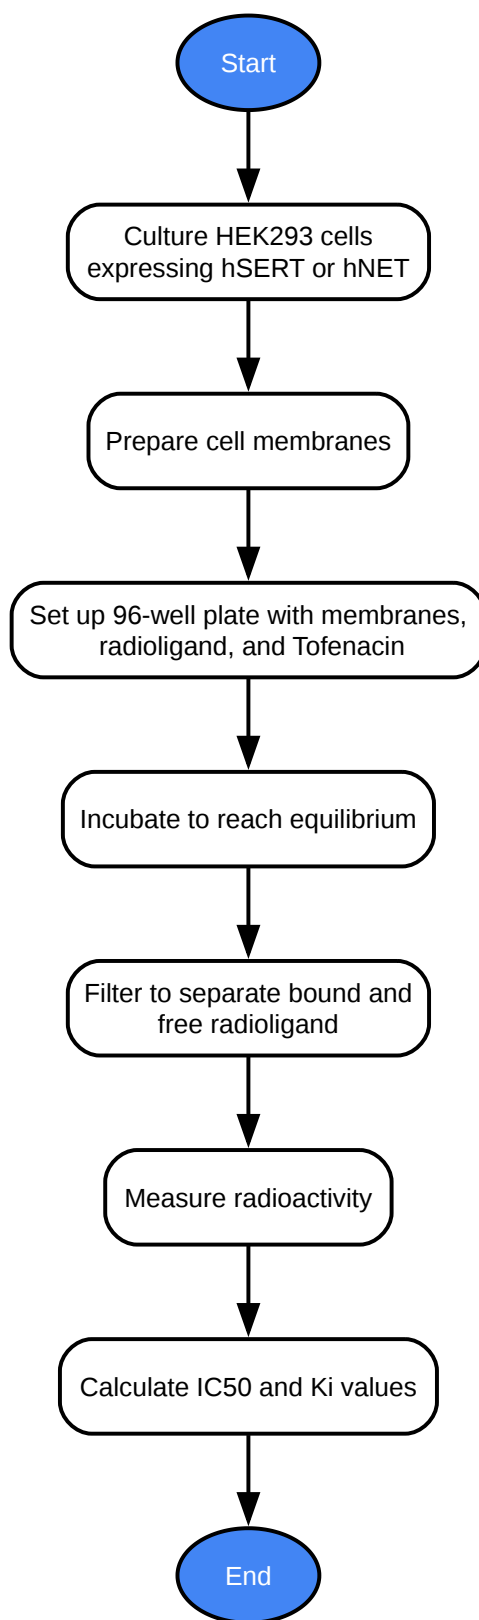 Start
Culture HEK293 cells
expressing hSERT or hNET
Prepare cell membranes
Set up 96-well plate with membranes,
radioligand, and Tofenacin
Incubate to reach equilibrium
Filter to separate bound and
free radioligand
Measure radioactivity
Calculate IC50 and Ki values
End